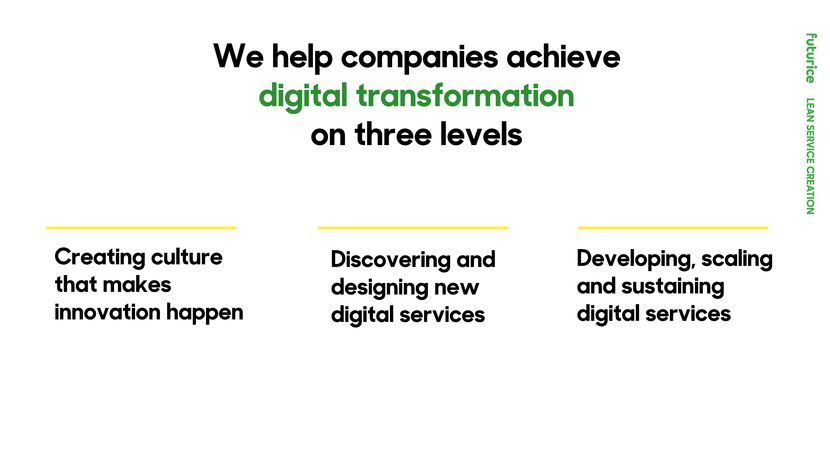 We help companies achieve
digital transformation
on three levels
Creating culture
that makes
innovation happen
Discovering and
designing new
digital services
Developing, scaling
and sustaining
digital services
futurice LEAN SERVICE CREATION